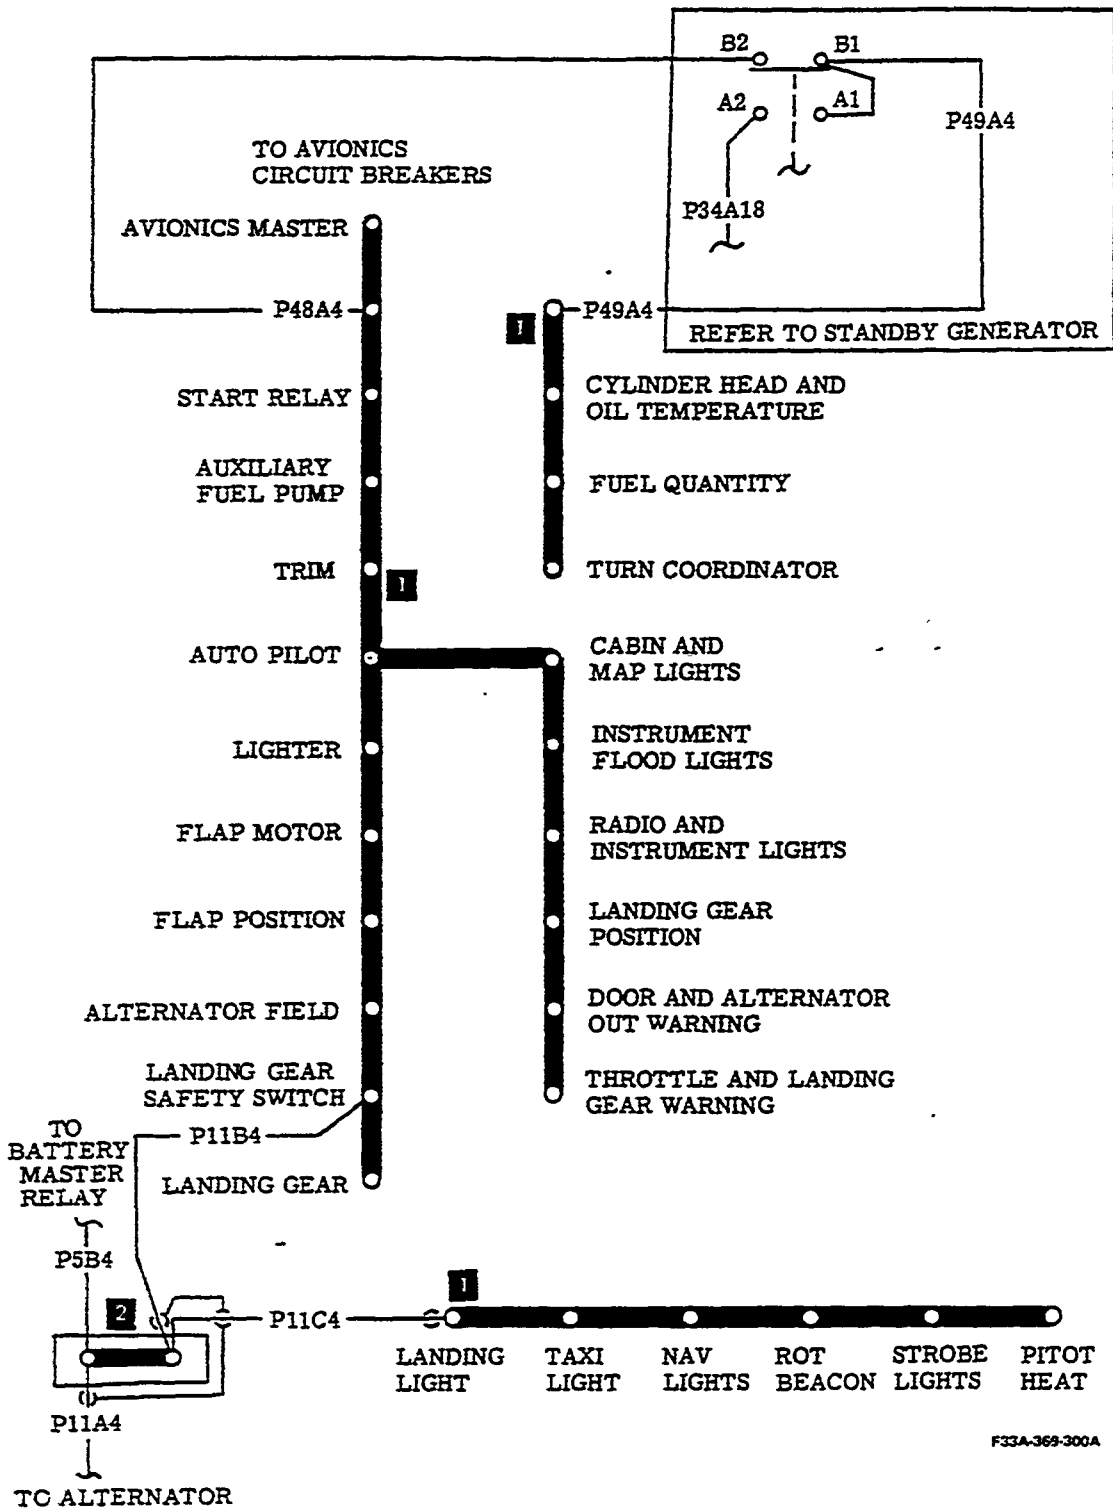 B2
B1
A2
A1
P49A4
P34A18
REFER TO STANDBY GENERATOR
TO AVIONICS
CIRCUIT BREAKERS
AVIONICS MASTER
P48A4
START RELAY
AUXILIARY
FUEL PUMP
TRIM
1
AUTO PILOT
LIGHTER
FLAP MOTOR
FLAP POSITION
ALTERNATOR FIELD
LANDING GEAR
SAFETY SWITCH
P11B4
LANDING GEAR
1
P49A4
CYLINDER HEAD AND
OIL TEMPERATURE
FUEL QUANTITY
TURN COORDINATOR
CABIN AND
MAP LIGHTS
INSTRUMENT
FLOOD LIGHTS
RADIO AND
INSTRUMENT LIGHTS
LANDING GEAR
POSITION
DOOR AND ALTERNATOR
OUT WARNING
THROTTLE AND LANDING
GEAR WARNING
TO
BATTERY
MASTER
RELAY
P5B4
2
P11C4
1
P11A4
TO ALTERNATOR
LANDING
LIGHT
TAXI
LIGHT
NAV
LIGHTS
ROT
BEACON
STROBE
LIGHTS
PITOT
HEAT
F33A-369-300A